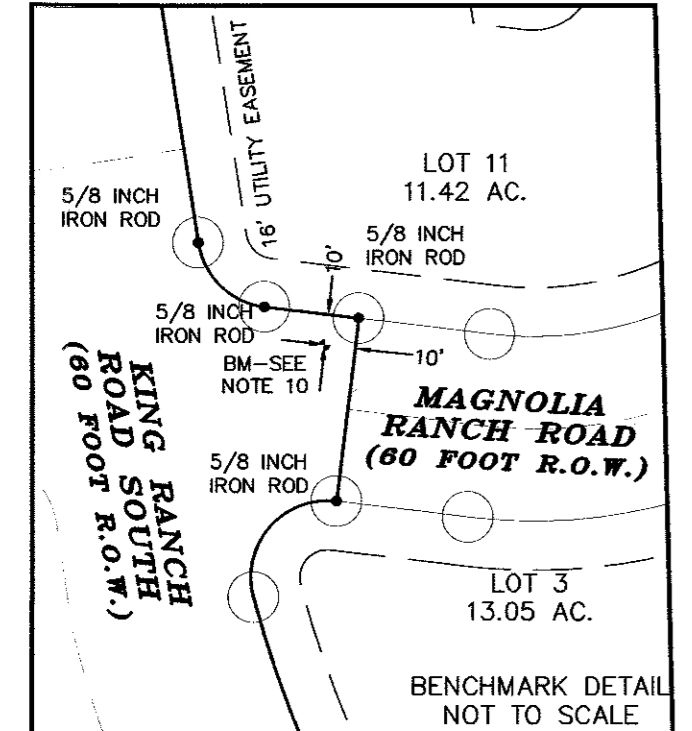 16' UTILITY EASEMENT
LOT 11
11.42 AC.
5/8 INCH
IRON ROD
5/8 INCH
IRON ROD
10'
5/8 INCH
IRON ROD
BM-SEE
NOTE 10
10'
KING RANCH
ROAD SOUTH
(60 FOOT R.O.W.)
MAGNOLIA
RANCH ROAD
(60 FOOT R.O.W.)
5/8 INCH
IRON ROD
LOT 3
13.05 AC.
BENCHMARK DETAIL
NOT TO SCALE